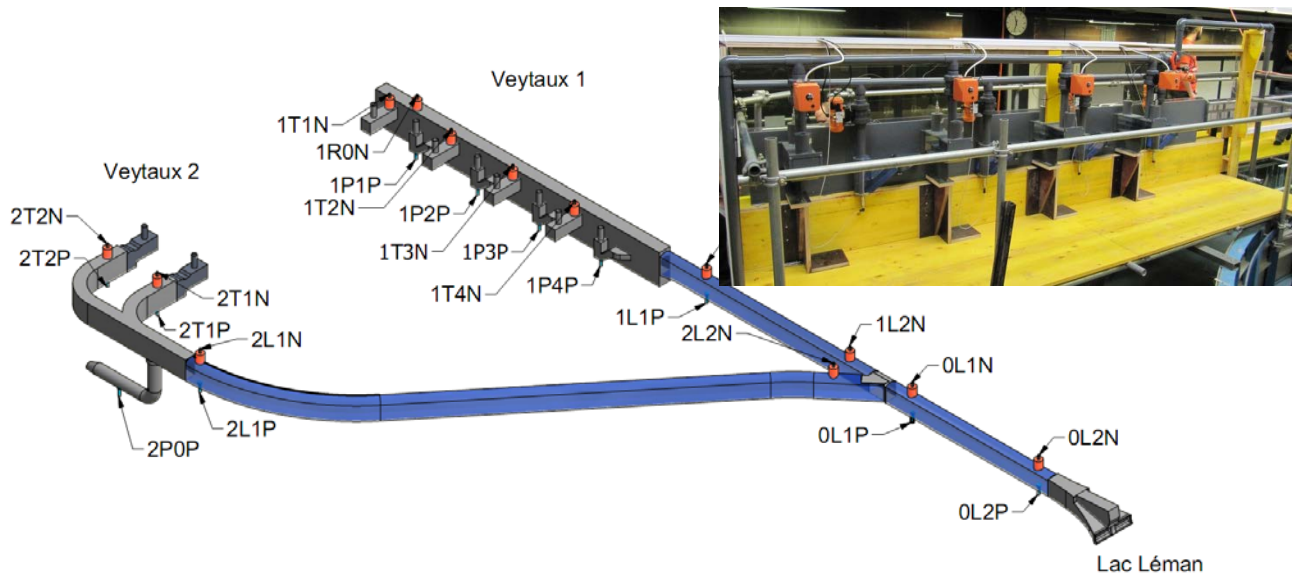 Veytaux 1
1T1N
1R0N
1P1P
1T2N
1P2P
1T3N
1P3P
1T4N
1P4P
Veytaux 2
2T2N
2T2P
2T1N
2T1P
2L1N
2L1P
2P0P
1L1P
2L2N
1L2N
0L1N
0L1P
0L2N
0L2P
Lac Léman